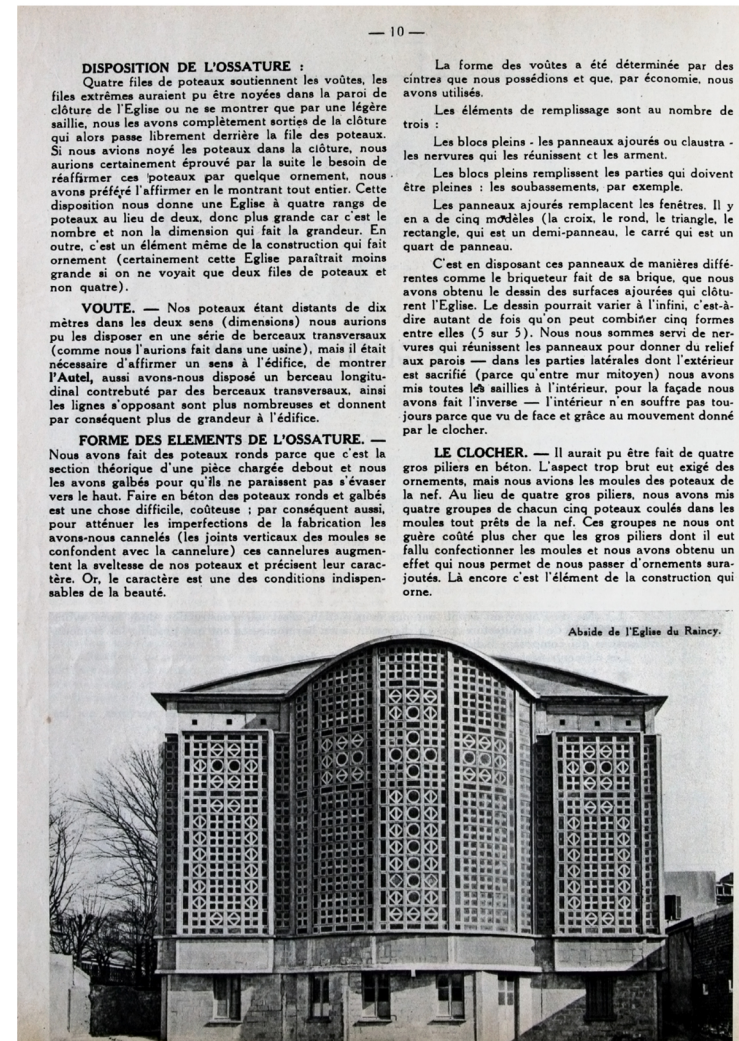 — 10 —
DISPOSITION DE L'OSSATURE :
Quatre files de poteaux soutiennent les voûtes, les
files extrêmes auraient pu être noyées dans la paroi de
clôture de l'Eglise ou ne se montrer que par une légère
saillie, nous les avons complètement sorties de la clôture
qui alors passe librement derrière la file des poteaux.
Si nous avions noyé les poteaux dans la clôture, nous
aurions certainement éprouvé par la suite le besoin de
réaffirmer ces poteaux par quelque ornement, nous
avons préféré l'affirmer en le montrant tout entier. Cette
disposition nous donne une Eglise à quatre rangs de
poteaux au lieu de deux, donc plus grande car c'est le
nombre et non la dimension qui fait la grandeur. En
outre, c'est un élément même de la construction qui fait
ornement (certainement cette Eglise paraîtrait moins
grande si on ne voyait que deux files de poteaux et
non quatre).
VOUTE. — Nos poteaux étant distants de dix
mètres dans les deux sens (dimensions) nous aurions
pu les disposer en une série de berceaux transversaux
(comme nous l'aurions fait dans une usine), mais il était
nécessaire d'affirmer un sens à l'édifice, de montrer
l'Autel, aussi avons-nous disposé un berceau longitu-
dinal contrebuté par des berceaux transversaux, ainsi
les lignes s'opposant sont plus nombreuses et donnent
par conséquent plus de grandeur à l'édifice.
FORME DES ELEMENTS DE L'OSSATURE. —
Nous avons fait des poteaux ronds parce que c'est la
section théorique d'une pièce chargée debout et nous
les avons galbés pour qu'ils ne paraissent pas s'évaser
vers le haut. Faire en béton des poteaux ronds et galbés
est une chose difficile, coûteuse ; par conséquent aussi,
pour atténuer les imperfections de la fabrication les
avons-nous cannelés (les joints verticaux des moules se
confondent avec la cannelure) ces cannelures augmen-
tent la sveltesse de nos poteaux et précisent leur carac-
tère. Or, le caractère est une des conditions indispen-
sables de la beauté.
La forme des voûtes a été déterminée par des
cintres que nous possédions et que, par économie, nous
avons utilisés.
Les éléments de remplissage sont au nombre de
trois :
Les blocs pleins - les panneaux ajourés ou claustra -
les nervures qui les réunissent et les arment.
Les blocs pleins remplissent les parties qui doivent
être pleines : les soubassements, par exemple.
Les panneaux ajourés remplacent les fenêtres. Il y
en a de cinq modèles (la croix, le rond, le triangle, le
rectangle, qui est un demi-panneau, le carré qui est un
quart de panneau.
C'est en disposant ces panneaux de manières diffé-
rentes comme le briqueteur fait de sa brique, que nous
avons obtenu le dessin des surfaces ajourées qui clôtu-
rent l'Eglise. Le dessin pourrait varier à l'infini, c'est-à-
dire autant de fois qu'on peut combiner cinq formes
entre elles (5 sur 5). Nous nous sommes servi de ner-
vures qui réunissent les panneaux pour donner du relief
aux parois — dans les parties latérales dont l'extérieur
est sacrifié (parce qu'entre mur mitoyen) nous avons
mis toutes les saillies à l'intérieur, pour la façade nous
avons fait l'inverse — l'intérieur n'en souffre pas tou-
jours parce que vu de face et grâce au mouvement donné
par le clocher.
LE CLOCHER. — Il aurait pu être fait de quatre
gros piliers en béton. L'aspect trop brut eut exigé des
ornements, mais nous avions les moules des poteaux de
la nef. Au lieu de quatre gros piliers, nous avons mis
quatre groupes de chacun cinq poteaux coulés dans les
moules tout prêts de la nef. Ces groupes ne nous ont
guère coûté plus cher que les gros piliers dont il eut
fallu confectionner les moules et nous avons obtenu un
effet qui nous permet de nous passer d'ornements sura-
joutés. Là encore c'est l'élément de la construction qui
orne.
Abside de l'Eglise du Raincy.